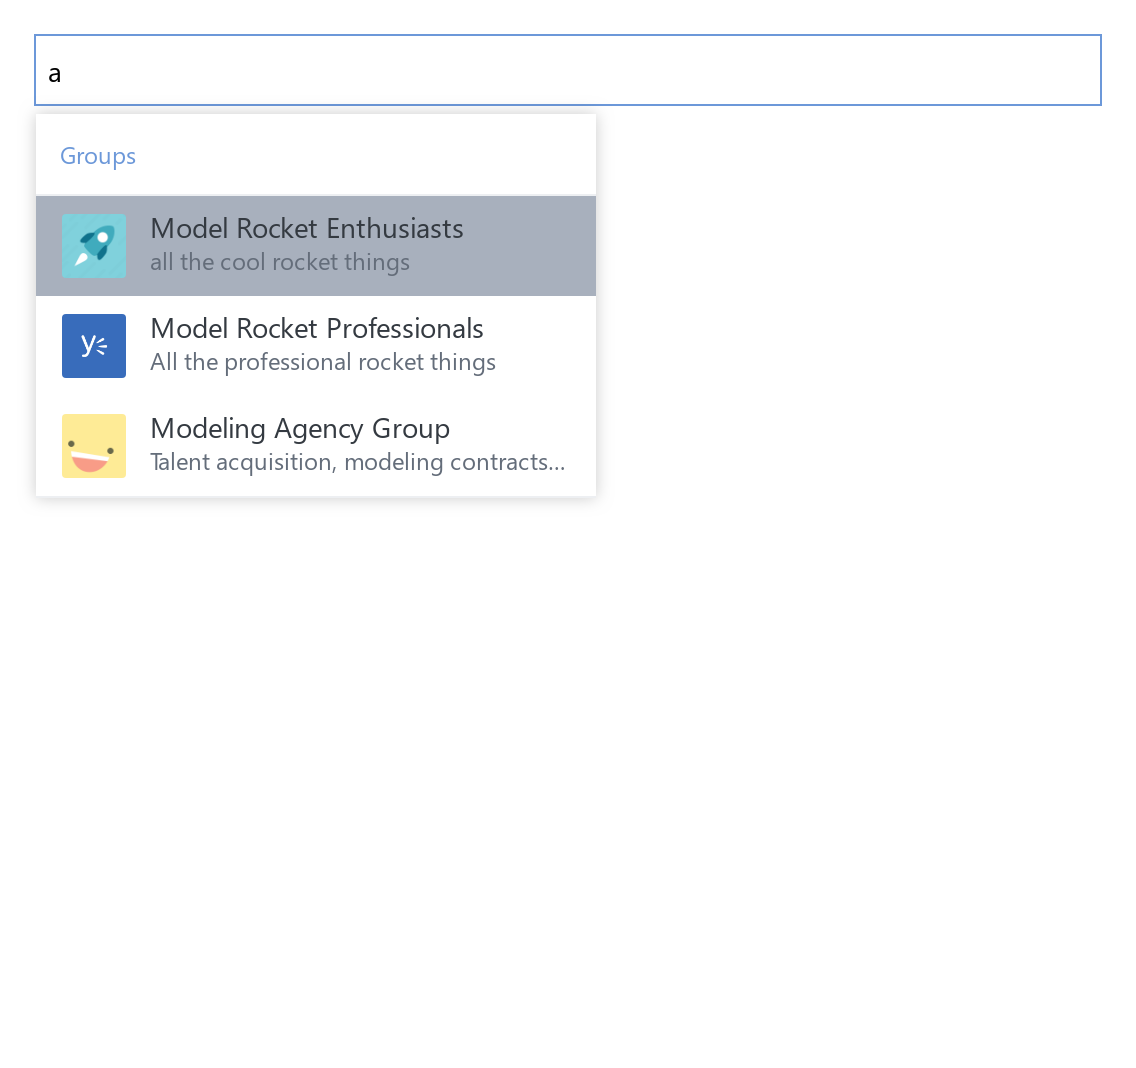 a
Groups
Model Rocket Enthusiasts
all the cool rocket things
Model Rocket Professionals
All the professional rocket things
Modeling Agency Group
Talent acquisition, modeling contracts...